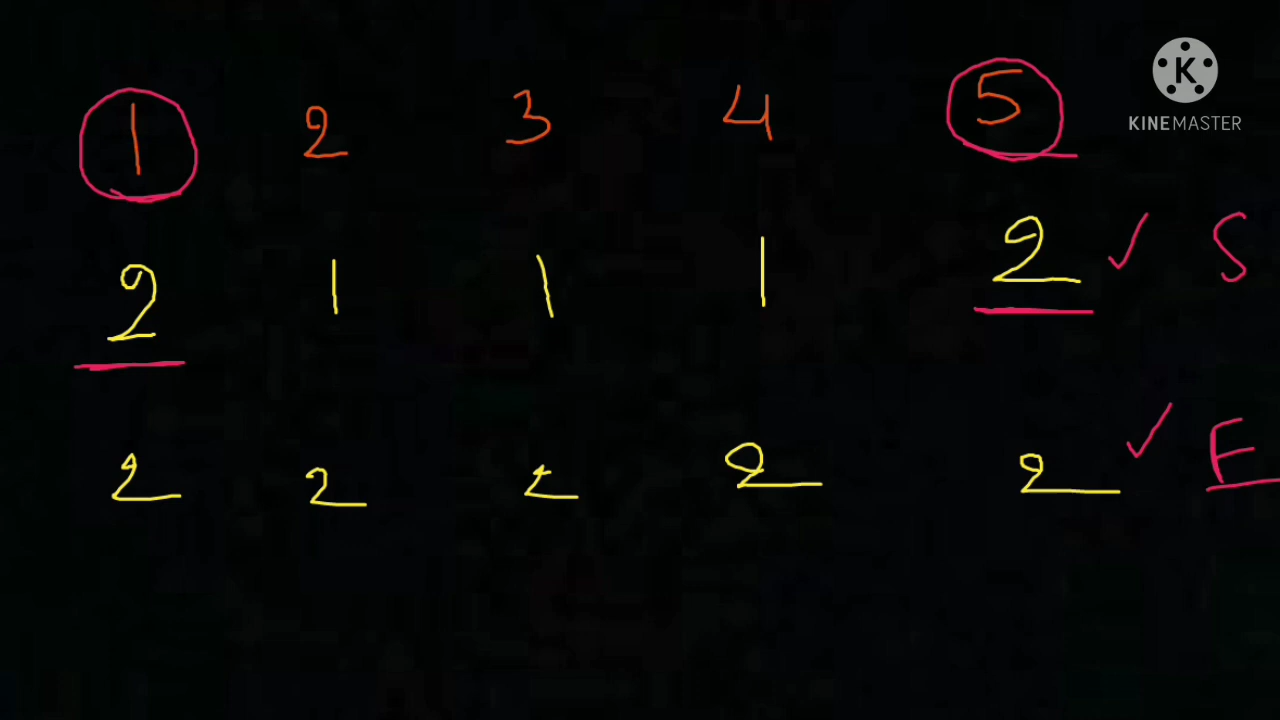 1 2 3 4 5
K
KINEMASTER
2 1 1 1 2 ✓ S
2 2 2 2 2 ✓ E